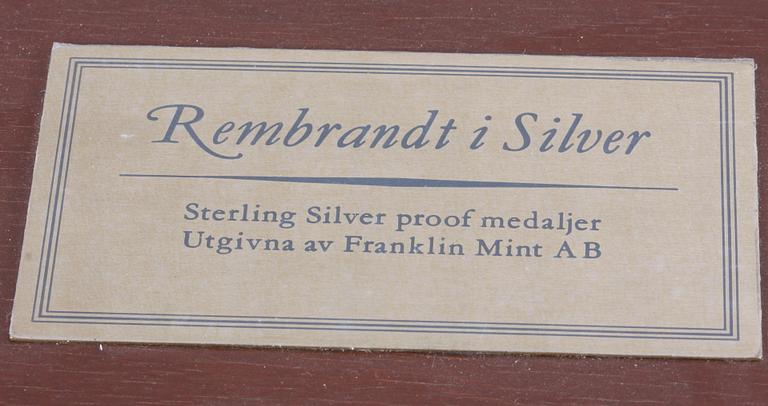 Rembrandt i Silver
Sterling Silver proof medaljer
Utgivna av Franklin Mint AB